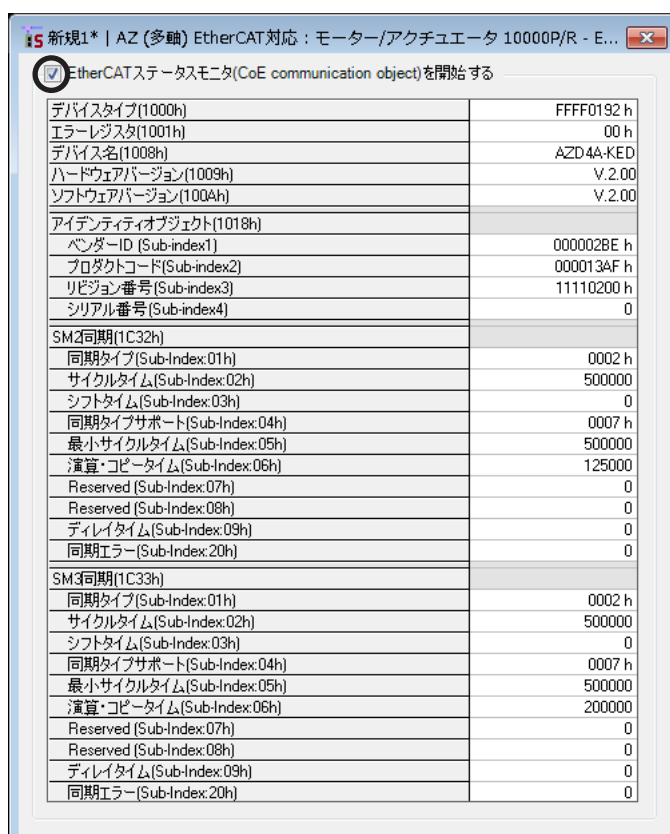 新規1* | AZ (多軸) EtherCAT対応：モーター/アクチュエータ 10000P/R - E...
EtherCATステータスモニタ(CoE communication object)を開始する
デバイスタイプ(1000h) FFFF0192 h
エラーレジスタ(1001h) 00 h
デバイス名(1008h) AZD4A-KED
ハードウェアバージョン(1009h) V.2.00
ソフトウェアバージョン(100Ah) V.2.00
アイデンティティオブジェクト(1018h)
ベンダーID (Sub-index1) 000002BE h
プロダクトコード(Sub-index2) 000013AF h
リビジョン番号(Sub-index3) 11110200 h
シリアル番号(Sub-index4) 0
SM2同期(1C32h)
同期タイプ(Sub-Index:01h) 0002 h
サイクルタイム(Sub-Index:02h) 500000
シフトタイム(Sub-Index:03h) 0
同期タイプサポート(Sub-Index:04h) 0007 h
最小サイクルタイム(Sub-Index:05h) 500000
演算・コピータイム(Sub-Index:06h) 125000
Reserved (Sub-Index:07h) 0
Reserved (Sub-Index:08h) 0
ディレイタイム(Sub-Index:09h) 0
同期エラー(Sub-Index:20h) 0
SM3同期(1C33h)
同期タイプ(Sub-Index:01h) 0002 h
サイクルタイム(Sub-Index:02h) 500000
シフトタイム(Sub-Index:03h) 0
同期タイプサポート(Sub-Index:04h) 0007 h
最小サイクルタイム(Sub-Index:05h) 500000
演算・コピータイム(Sub-Index:06h) 200000
Reserved (Sub-Index:07h) 0
Reserved (Sub-Index:08h) 0
ディレイタイム(Sub-Index:09h) 0
同期エラー(Sub-Index:20h) 0